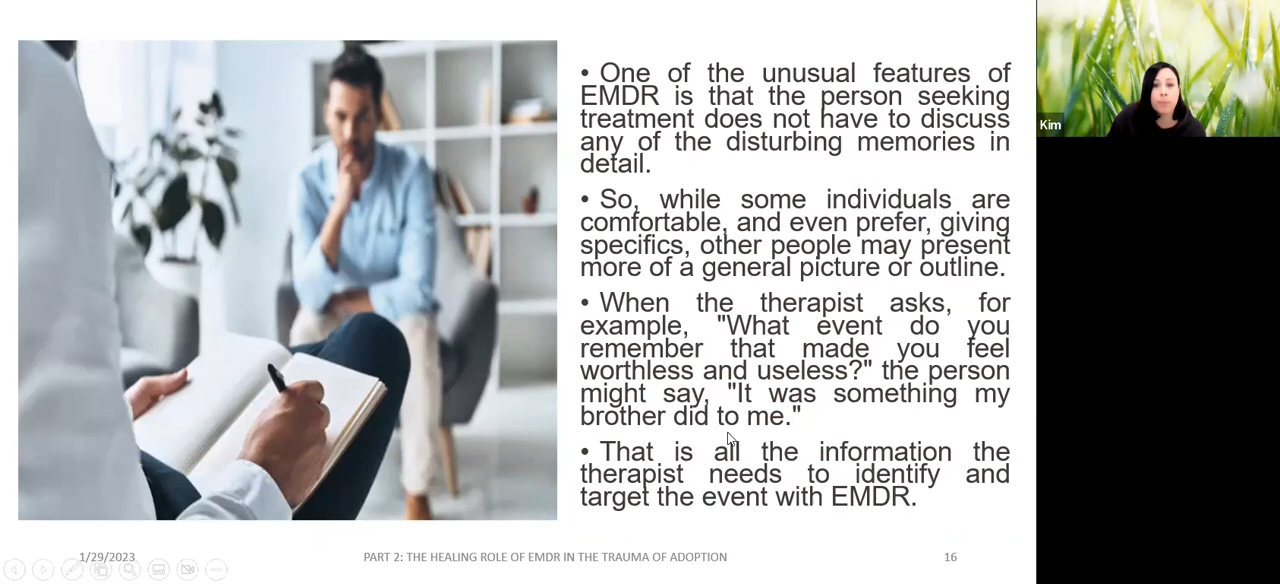 • One of the unusual features of
EMDR is that the person seeking
treatment does not have to discuss
any of the disturbing memories in
detail.
• So, while some individuals are
comfortable, and even prefer, giving
specifics, other people may present
more of a general picture or outline.
• When the therapist asks, for
example, "What event do you
remember that made you feel
worthless and useless?" the person
might say, "It was something my
brother did to me."
• That is all the information the
therapist needs to identify and
target the event with EMDR.
Kim
1/29/2023
PART 2: THE HEALING ROLE OF EMDR IN THE TRAUMA OF ADOPTION
16